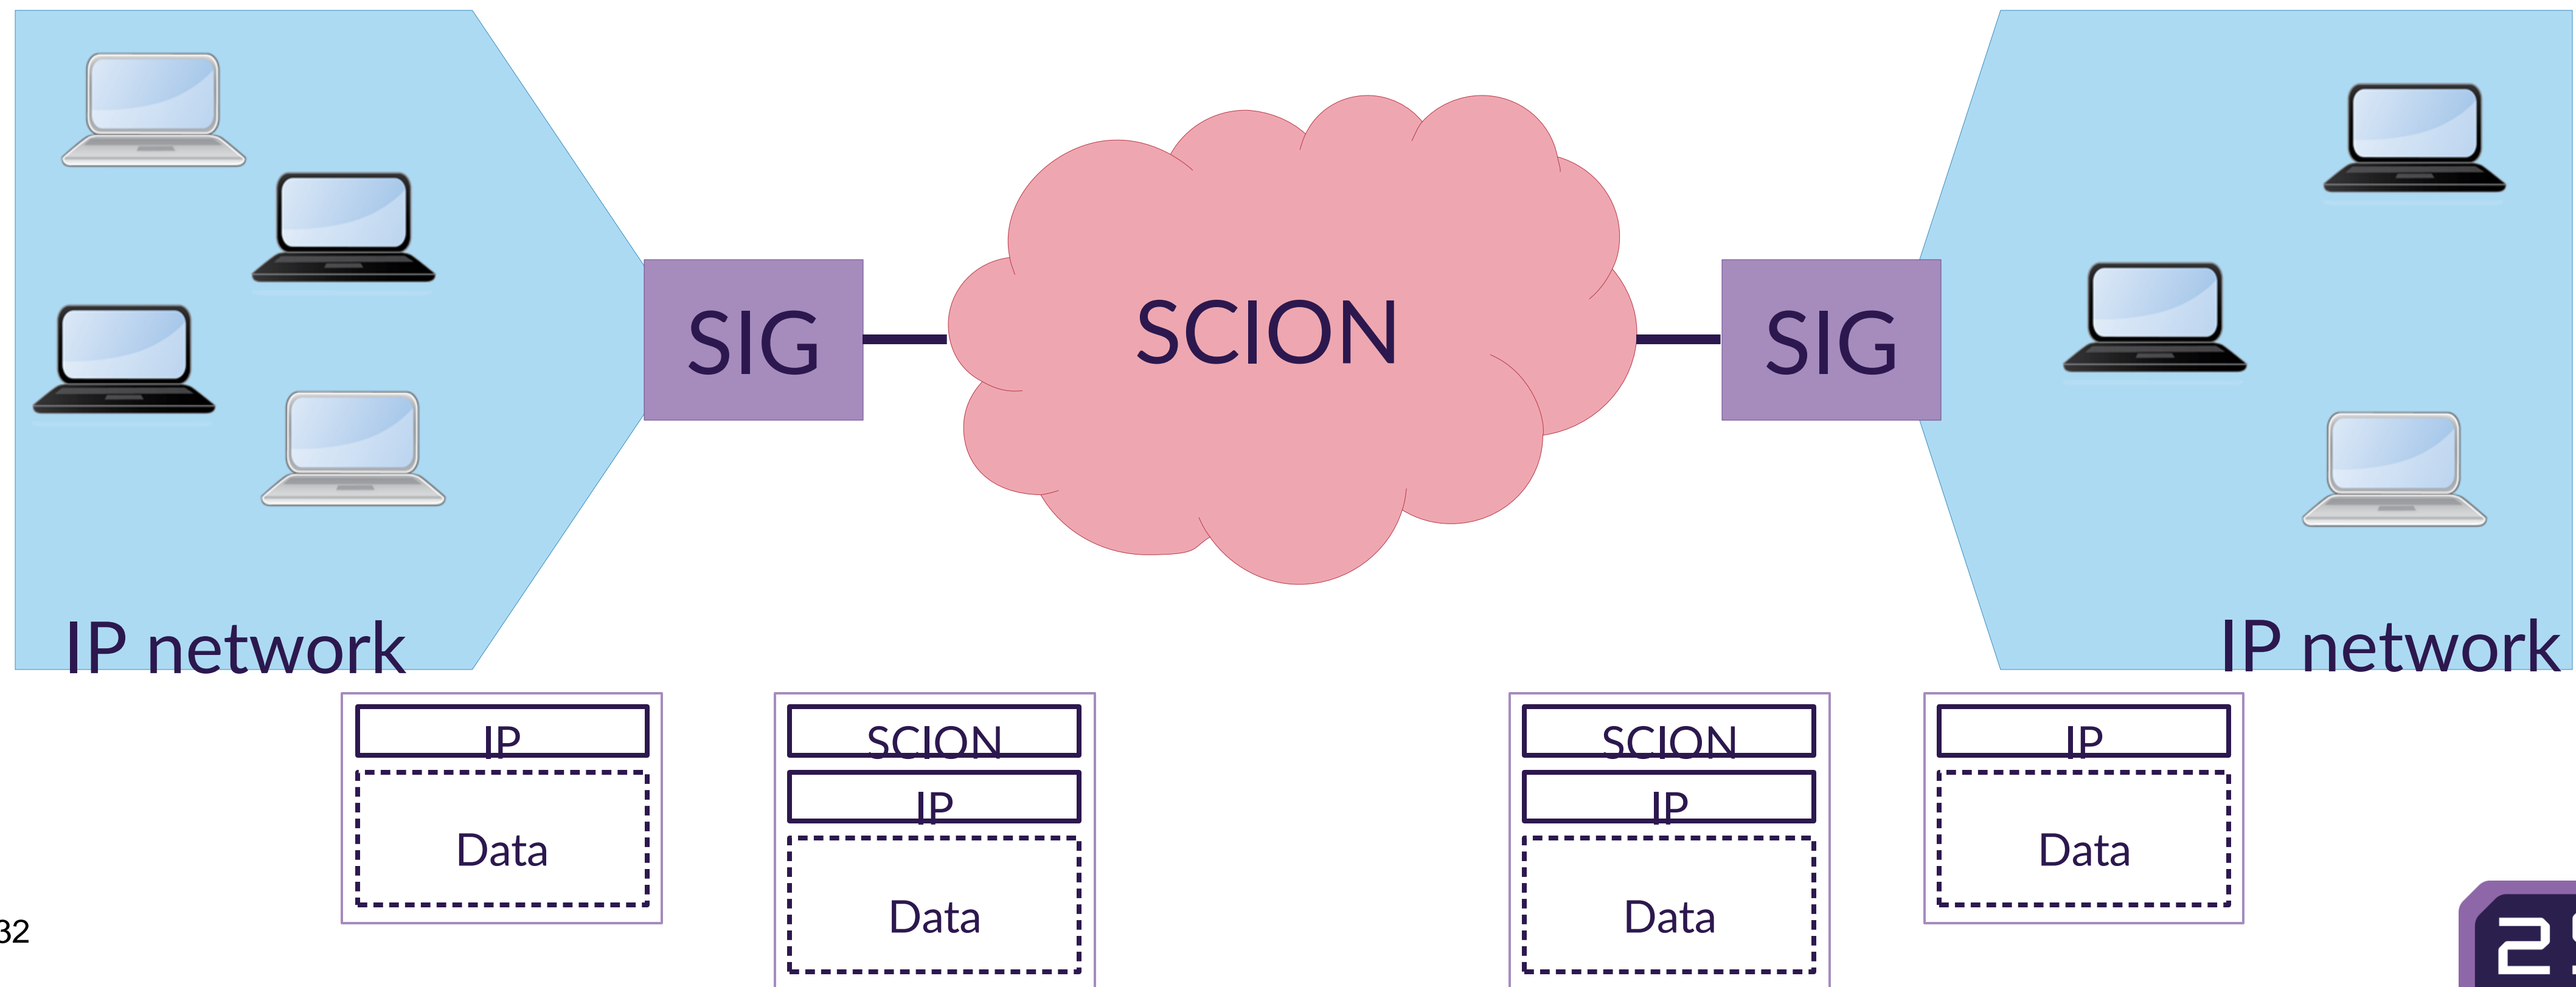 SIG
SCION
SIG
IP network
IP network
IP
Data
SCION
IP
Data
SCION
IP
Data
IP
Data
32